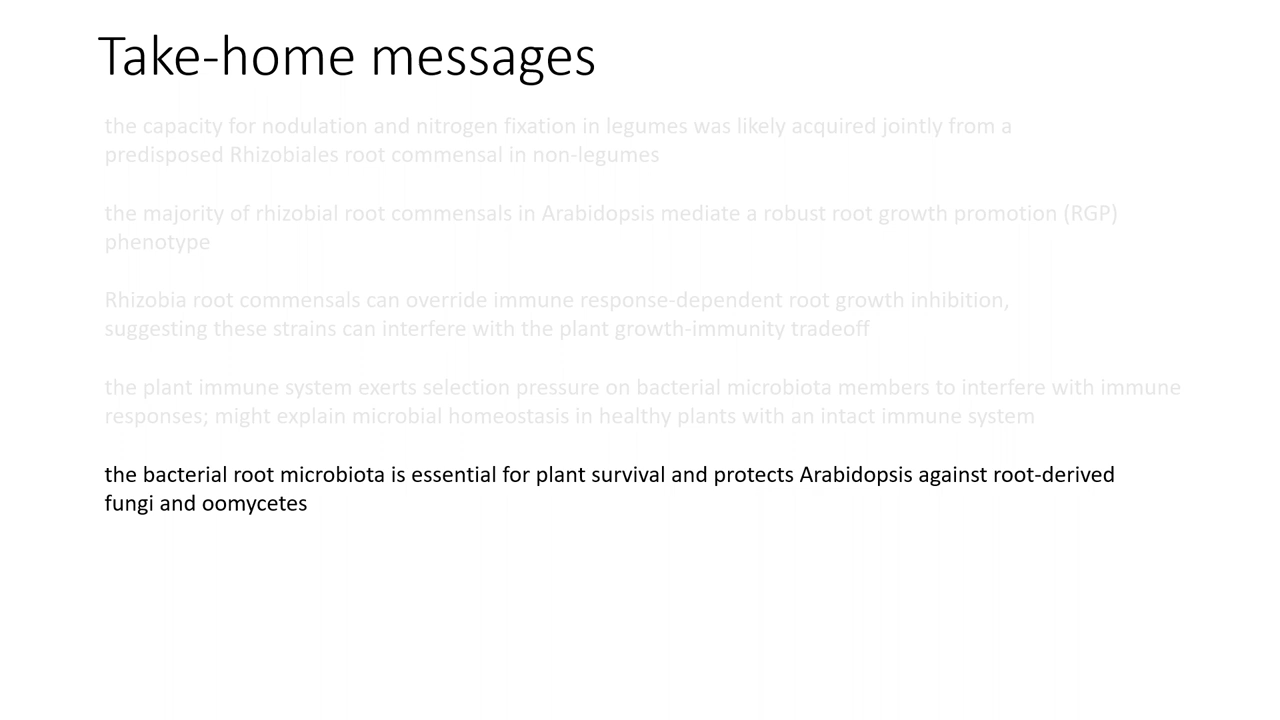 Take-home messages
the capacity for nodulation and nitrogen fixation in legumes was likely acquired jointly from a
predisposed Rhizobiales root commensal in non-legumes
the majority of rhizobial root commensals in Arabidopsis mediate a robust root growth promotion (RGP)
phenotype
Rhizobia root commensals can override immune response-dependent root growth inhibition,
suggesting these strains can interfere with the plant growth-immunity tradeoff
the plant immune system exerts selection pressure on bacterial microbiota members to interfere with immune
responses; might explain microbial homeostasis in healthy plants with an intact immune system
the bacterial root microbiota is essential for plant survival and protects Arabidopsis against root-derived
fungi and oomycetes